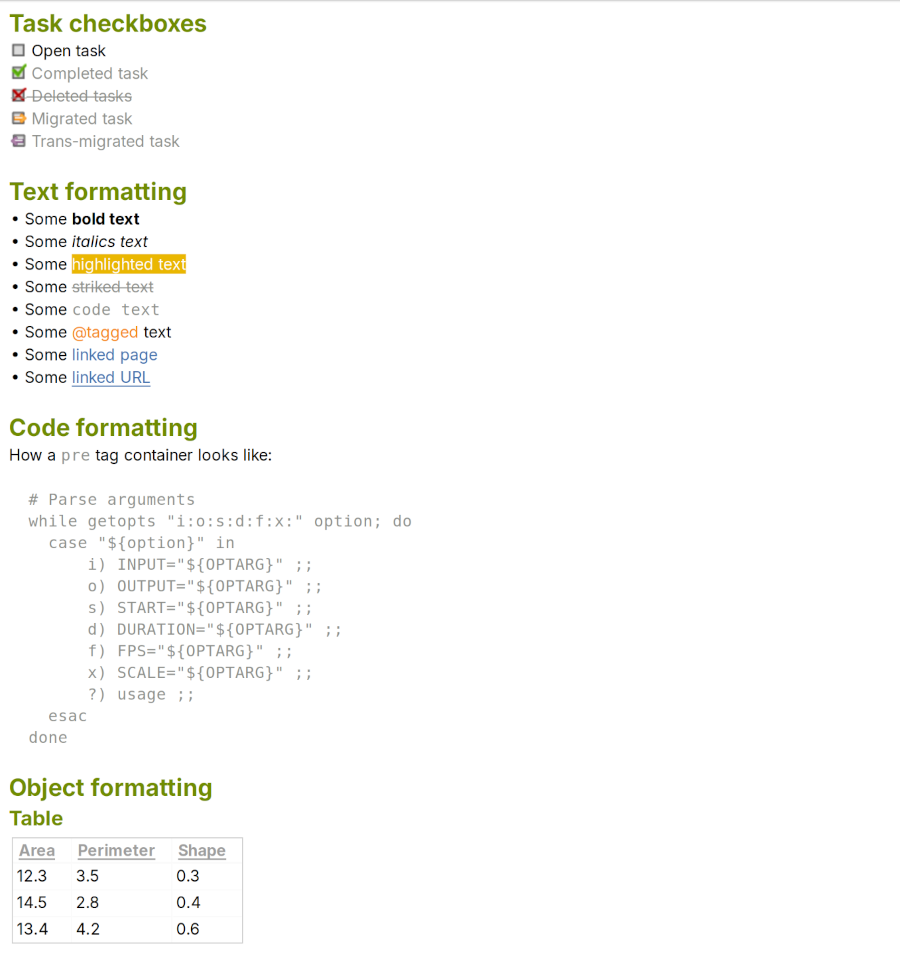 Task checkboxes
Open task
Completed task
Deleted tasks
Migrated task
Trans-migrated task
Text formatting
• Some bold text
• Some italics text
• Some highlighted text
• Some striked text
• Some code text
• Some @tagged text
• Some linked page
• Some linked URL
Code formatting
How a pre tag container looks like:
# Parse arguments
while getopts "i:o:s:d:f:x:" option; do
  case "${option}" in
      i) INPUT="${OPTARG}" ;;
      o) OUTPUT="${OPTARG}" ;;
      s) START="${OPTARG}" ;;
      d) DURATION="${OPTARG}" ;;
      f) FPS="${OPTARG}" ;;
      x) SCALE="${OPTARG}" ;;
      ?) usage ;;
  esac
done
Object formatting
Table
Area Perimeter Shape
12.3 3.5 0.3
14.5 2.8 0.4
13.4 4.2 0.6